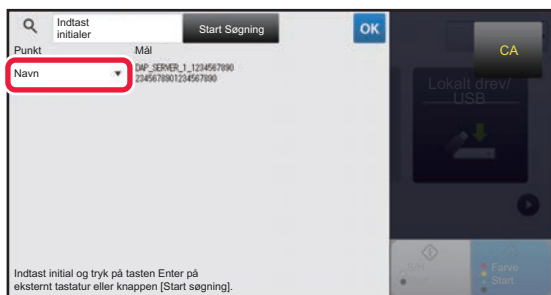 Indtast
initialer
Start Søgning
OK
CA
Punkt
Mål
Navn
DAP_SERVER_1_1234567890
2345678901234567890
Lokalt drev/
USB
S/H
Start
Farve
Start
Indtast initial og tryk på tasten Enter på
eksternt tastatur eller knappen [Start søgning].